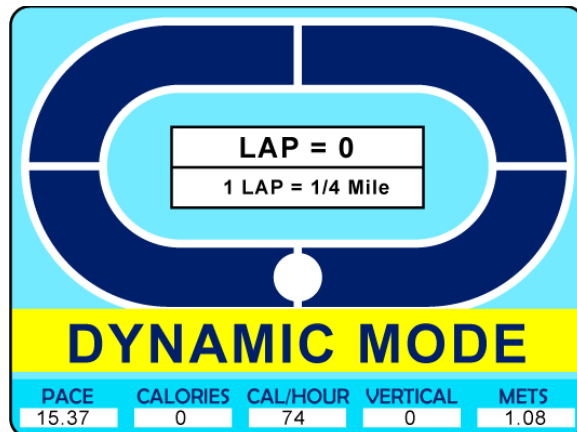 LAP = 0
1 LAP = 1/4 Mile
DYNAMIC MODE
PACE CALORIES CAL/HOUR VERTICAL METS
15.37 0 74 0 1.08